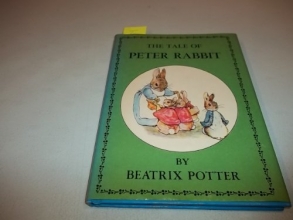 THE TALE OF
PETER RABBIT
BY
BEATRIX POTTER